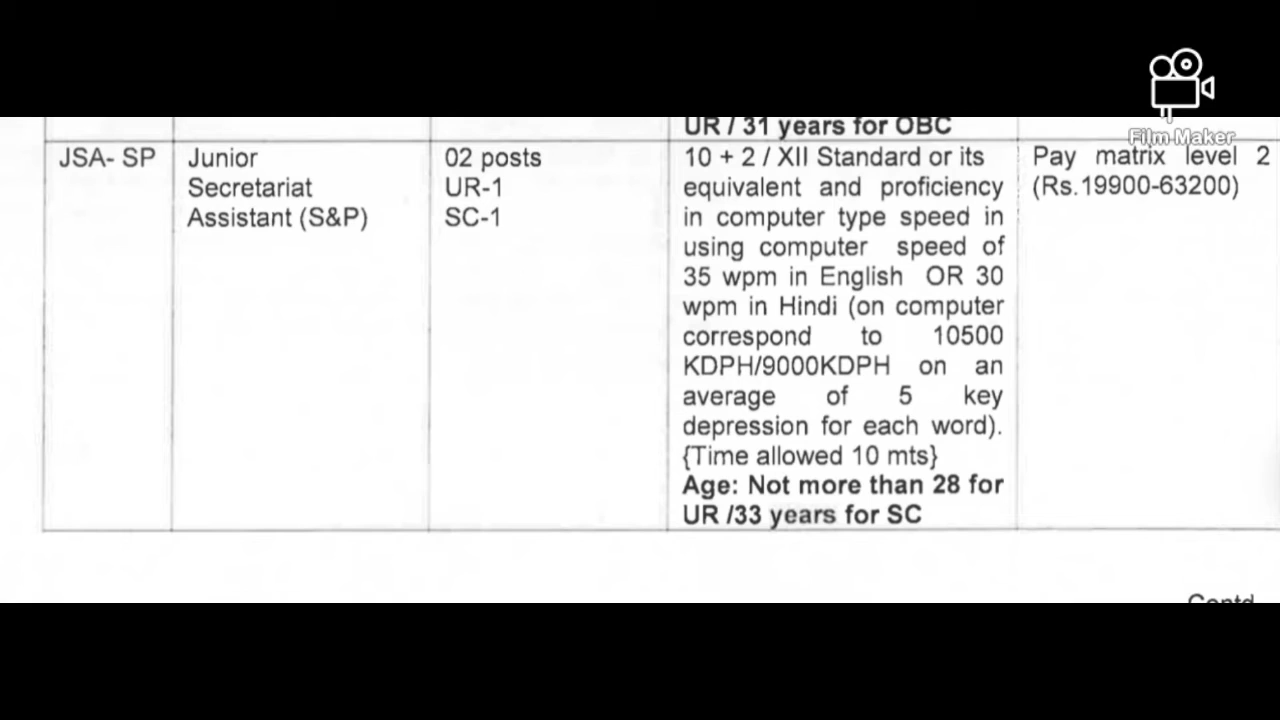 Film Maker
UR / 31 years for OBC
JSA- SP
Junior
Secretariat
Assistant (S&P)
02 posts
UR-1
SC-1
10 + 2 / XII Standard or its
equivalent and proficiency
in computer type speed in
using computer speed of
35 wpm in English OR 30
wpm in Hindi (on computer
correspond to 10500
KDPH/9000KDPH on an
average of 5 key
depression for each word).
{Time allowed 10 mts}
Age: Not more than 28 for
UR /33 years for SC
Pay matrix level 2
(Rs.19900-63200)
Contd